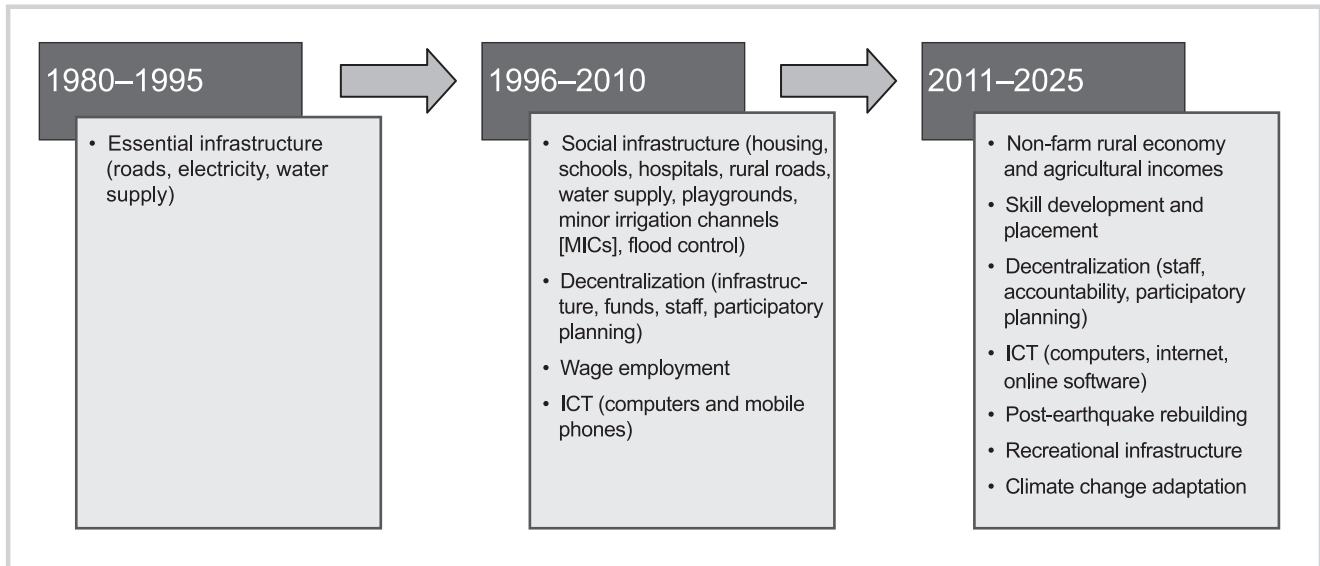 1980–1995
• Essential infrastructure
(roads, electricity, water
supply)
1996–2010
• Social infrastructure (housing,
schools, hospitals, rural roads,
water supply, playgrounds,
minor irrigation channels
[MICs], flood control)
• Decentralization (infrastruc-
ture, funds, staff, participatory
planning)
• Wage employment
• ICT (computers and mobile
phones)
2011–2025
• Non-farm rural economy
and agricultural incomes
• Skill development and
placement
• Decentralization (staff,
accountability, participatory
planning)
• ICT (computers, internet,
online software)
• Post-earthquake rebuilding
• Recreational infrastructure
• Climate change adaptation